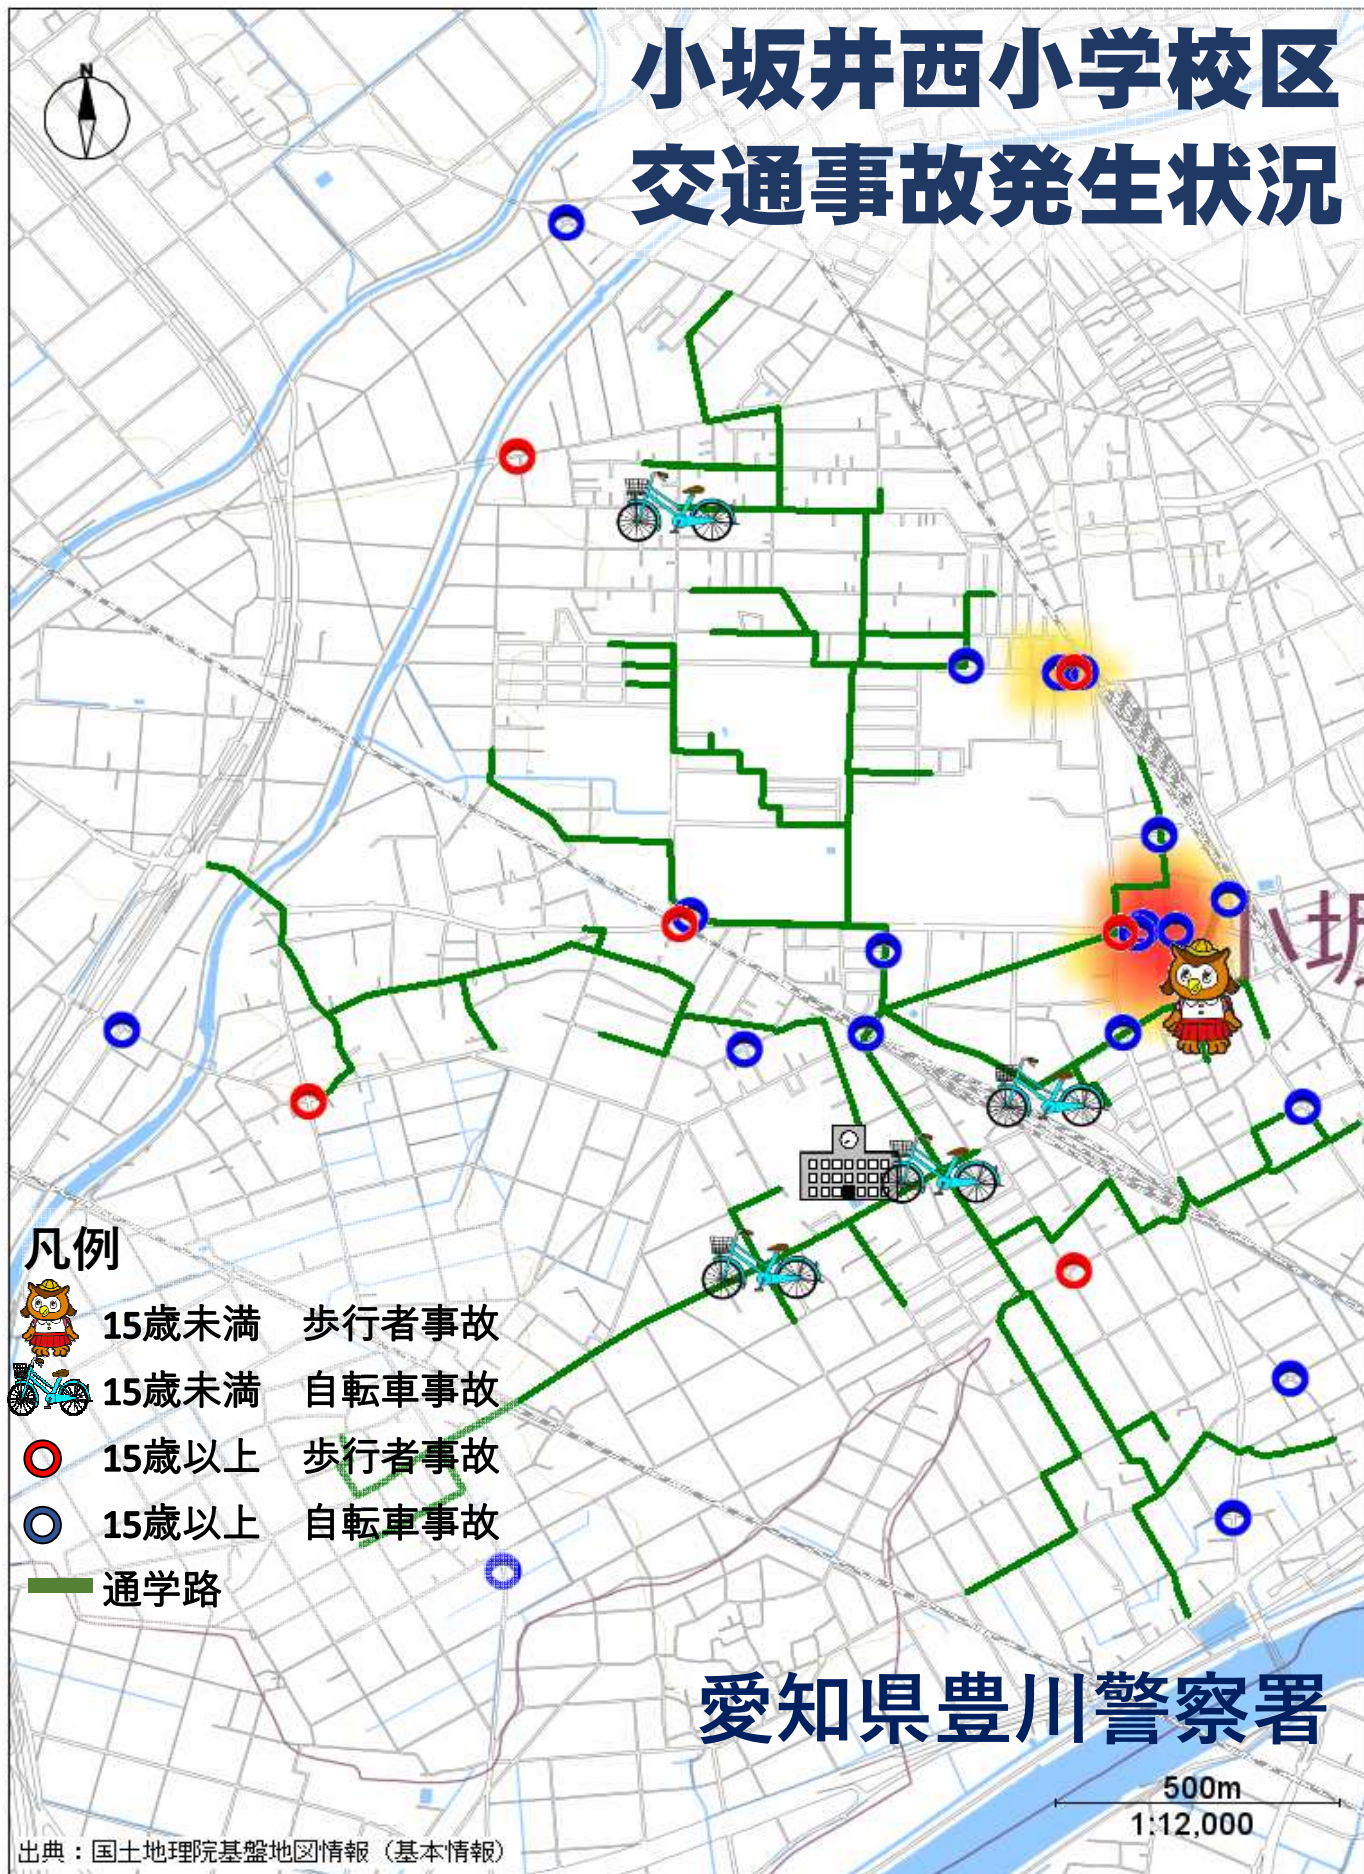 小坂井西小学校区
交通事故発生状況
N
小坂
凡例
15歳未満　歩行者事故
15歳未満　自転車事故
15歳以上　歩行者事故
15歳以上　自転車事故
通学路
愛知県豊川警察署
500m
1:12,000
出典：国土地理院基盤地図情報（基本情報）